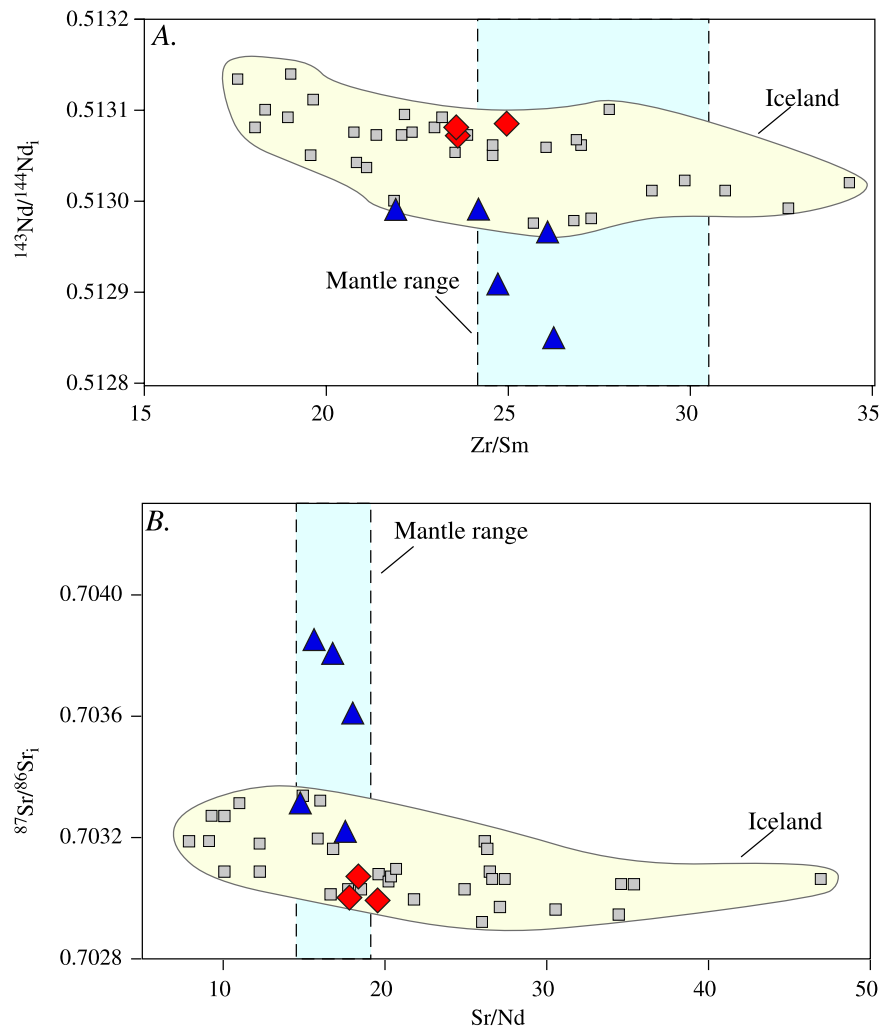 0.5132
A.
0.5131
Iceland
0.5130
¹⁴³Nd/¹⁴⁴Ndᵢ
Mantle range
0.5129
0.5128
15 20 25 30 35
Zr/Sm
B.
Mantle range
0.7040
0.7036
⁸⁷Sr/⁸⁶Srᵢ
Iceland
0.7032
0.7028
10 20 30 40 50
Sr/Nd